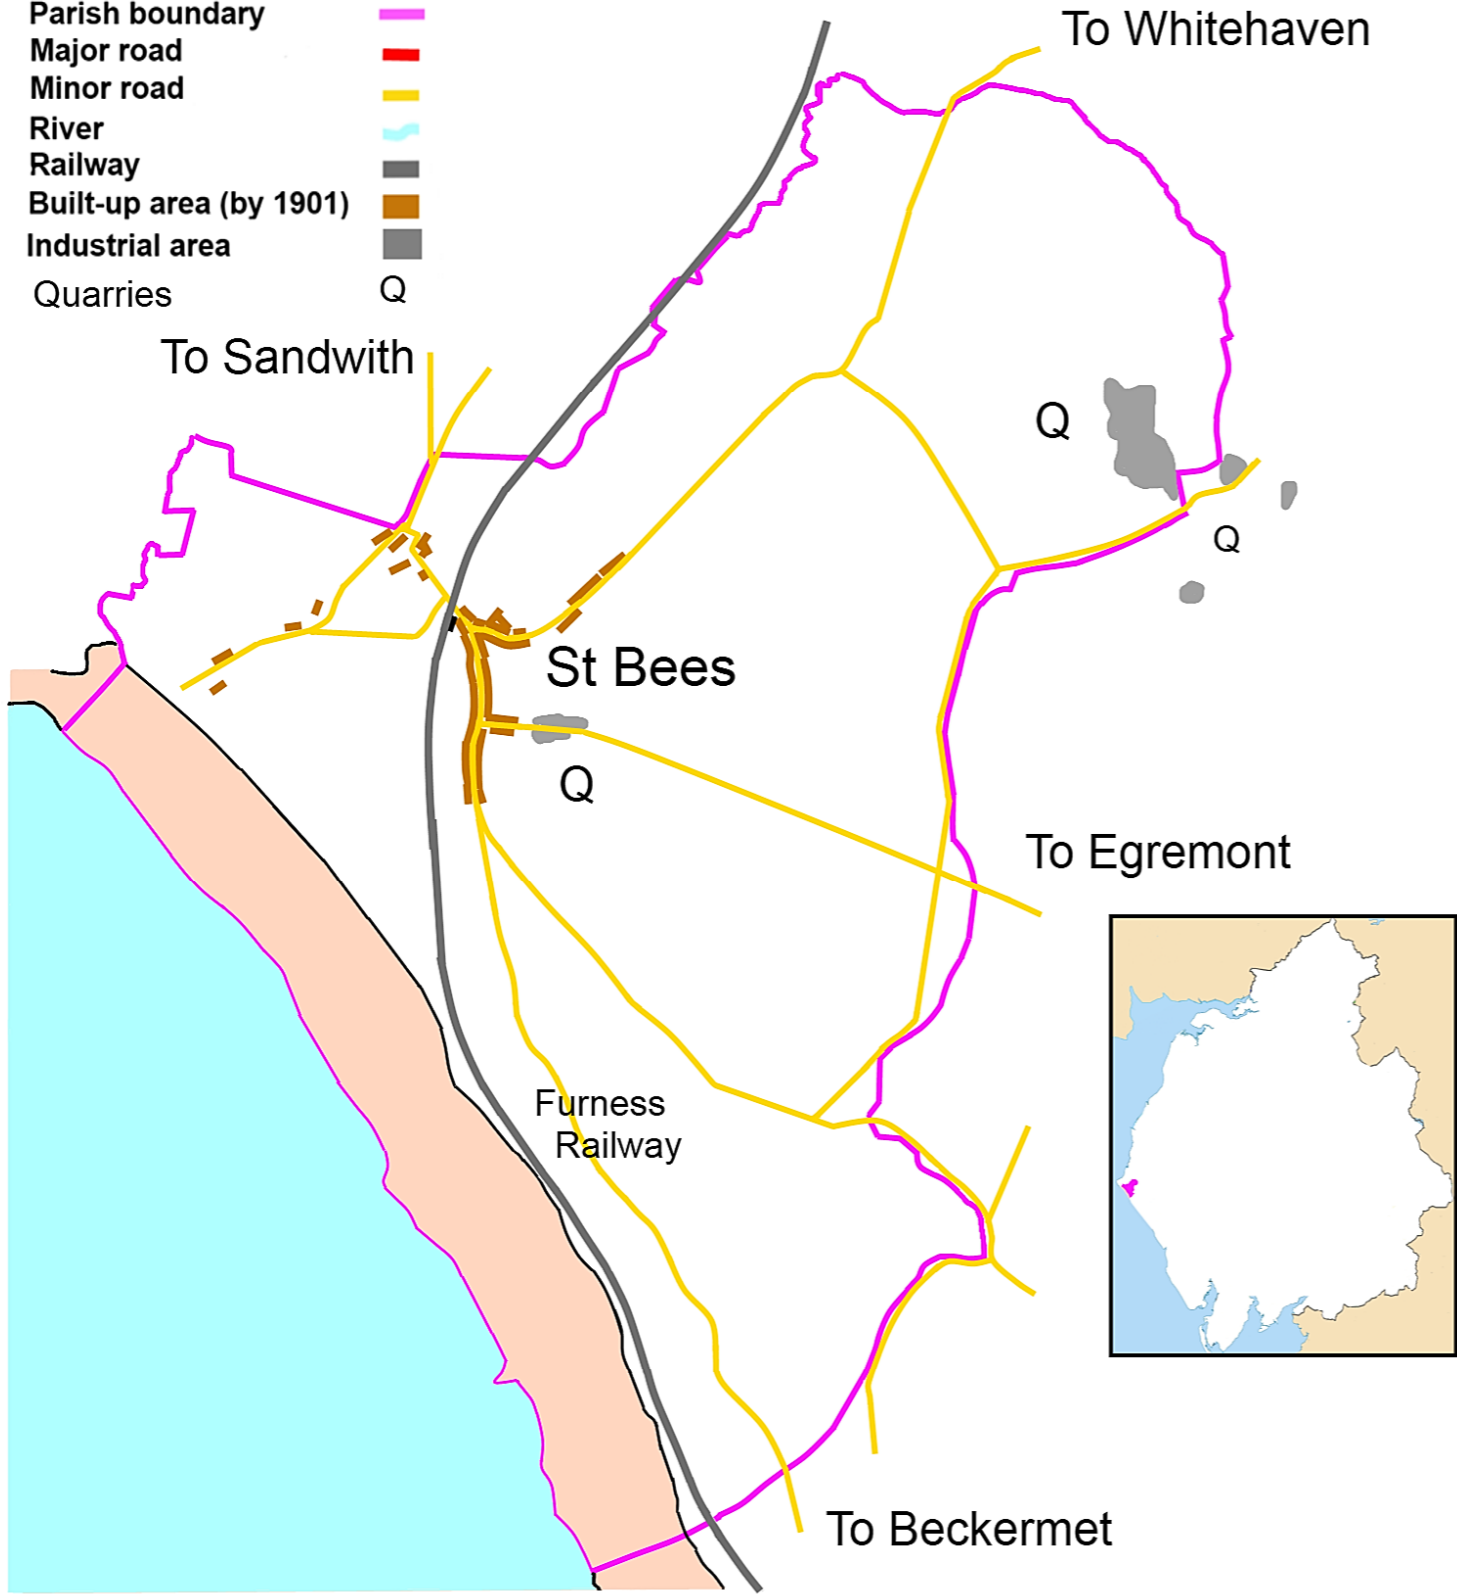 Parish boundary
Major road
Minor road
River
Railway
Built-up area (by 1901)
Industrial area
Quarries Q
To Whitehaven
To Sandwith
Q
Q
St Bees
Q
To Egremont
Furness
Railway
To Beckermet